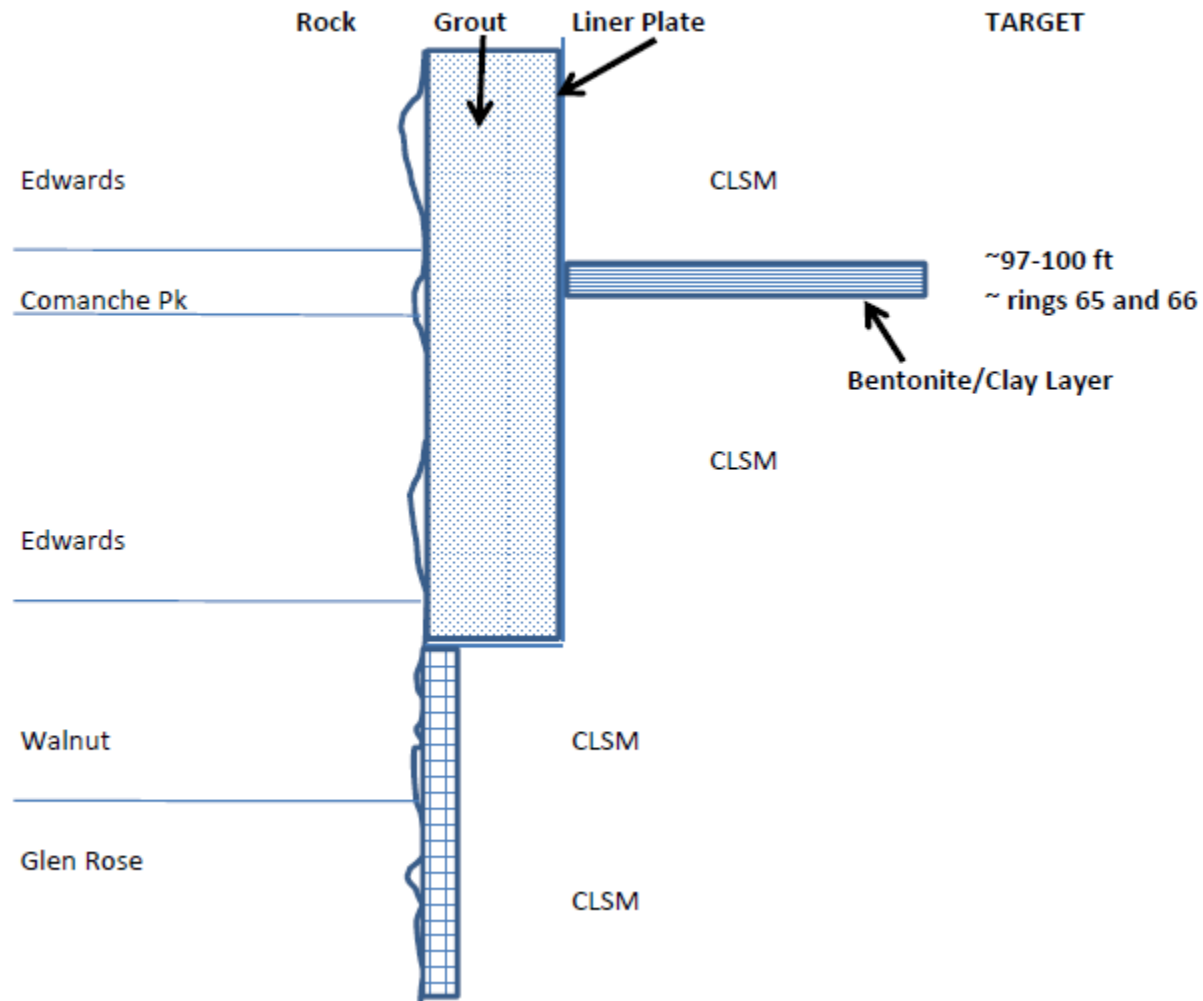 Rock Grout Liner Plate TARGET
Edwards CLSM
~97-100 ft
Comanche Pk ~ rings 65 and 66
Bentonite/Clay Layer
CLSM
Edwards
Walnut CLSM
Glen Rose
CLSM